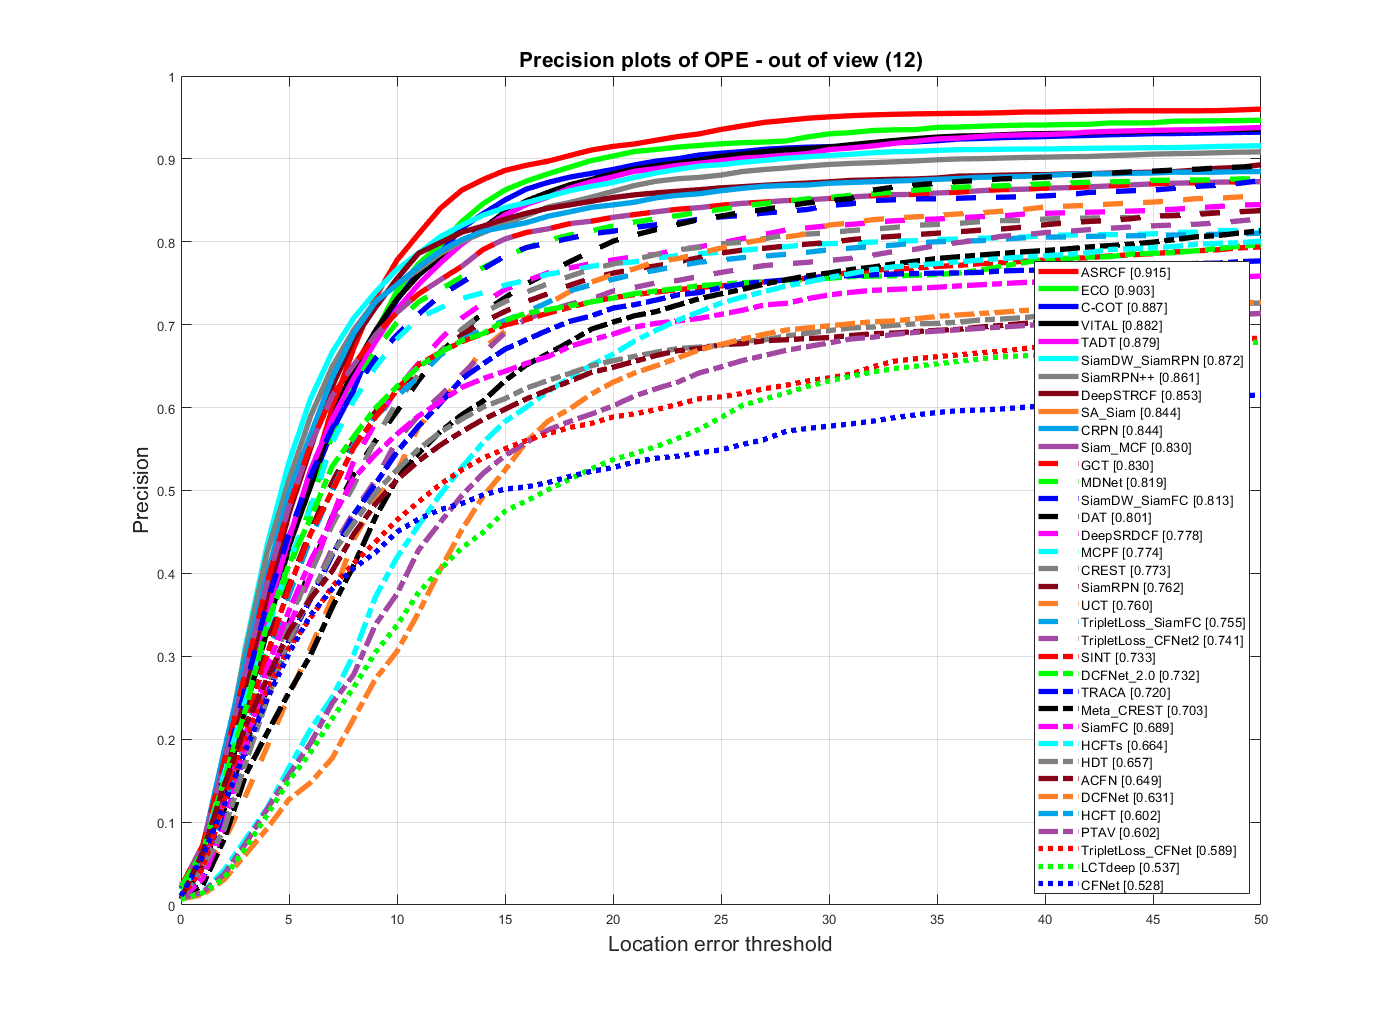 Precision plots of OPE - out of view (12)
1
0.9
0.8
0.7
0.6
0.5
0.4
0.3
0.2
0.1
0
Precision
ASRCF [0.915]
ECO [0.903]
C-COT [0.887]
VITAL [0.882]
TADT [0.879]
SiamDW_SiamRPN [0.872]
SiamRPN++ [0.861]
DeepSTRCF [0.853]
SA_Siam [0.844]
CRPN [0.844]
Siam_MCF [0.830]
GCT [0.830]
MDNet [0.819]
SiamDW_SiamFC [0.813]
DAT [0.801]
DeepSRDCF [0.778]
MCPF [0.774]
CREST [0.773]
SiamRPN [0.762]
UCT [0.760]
TripletLoss_SiamFC [0.755]
TripletLoss_CFNet2 [0.741]
SINT [0.733]
DCFNet_2.0 [0.732]
TRACA [0.720]
Meta_CREST [0.703]
SiamFC [0.689]
HCFTs [0.664]
HDT [0.657]
ACFN [0.649]
DCFNet [0.631]
HCFT [0.602]
PTAV [0.602]
TripletLoss_CFNet [0.589]
LCTdeep [0.537]
CFNet [0.528]
0 5 10 15 20 25 30 35 40 45 50
Location error threshold